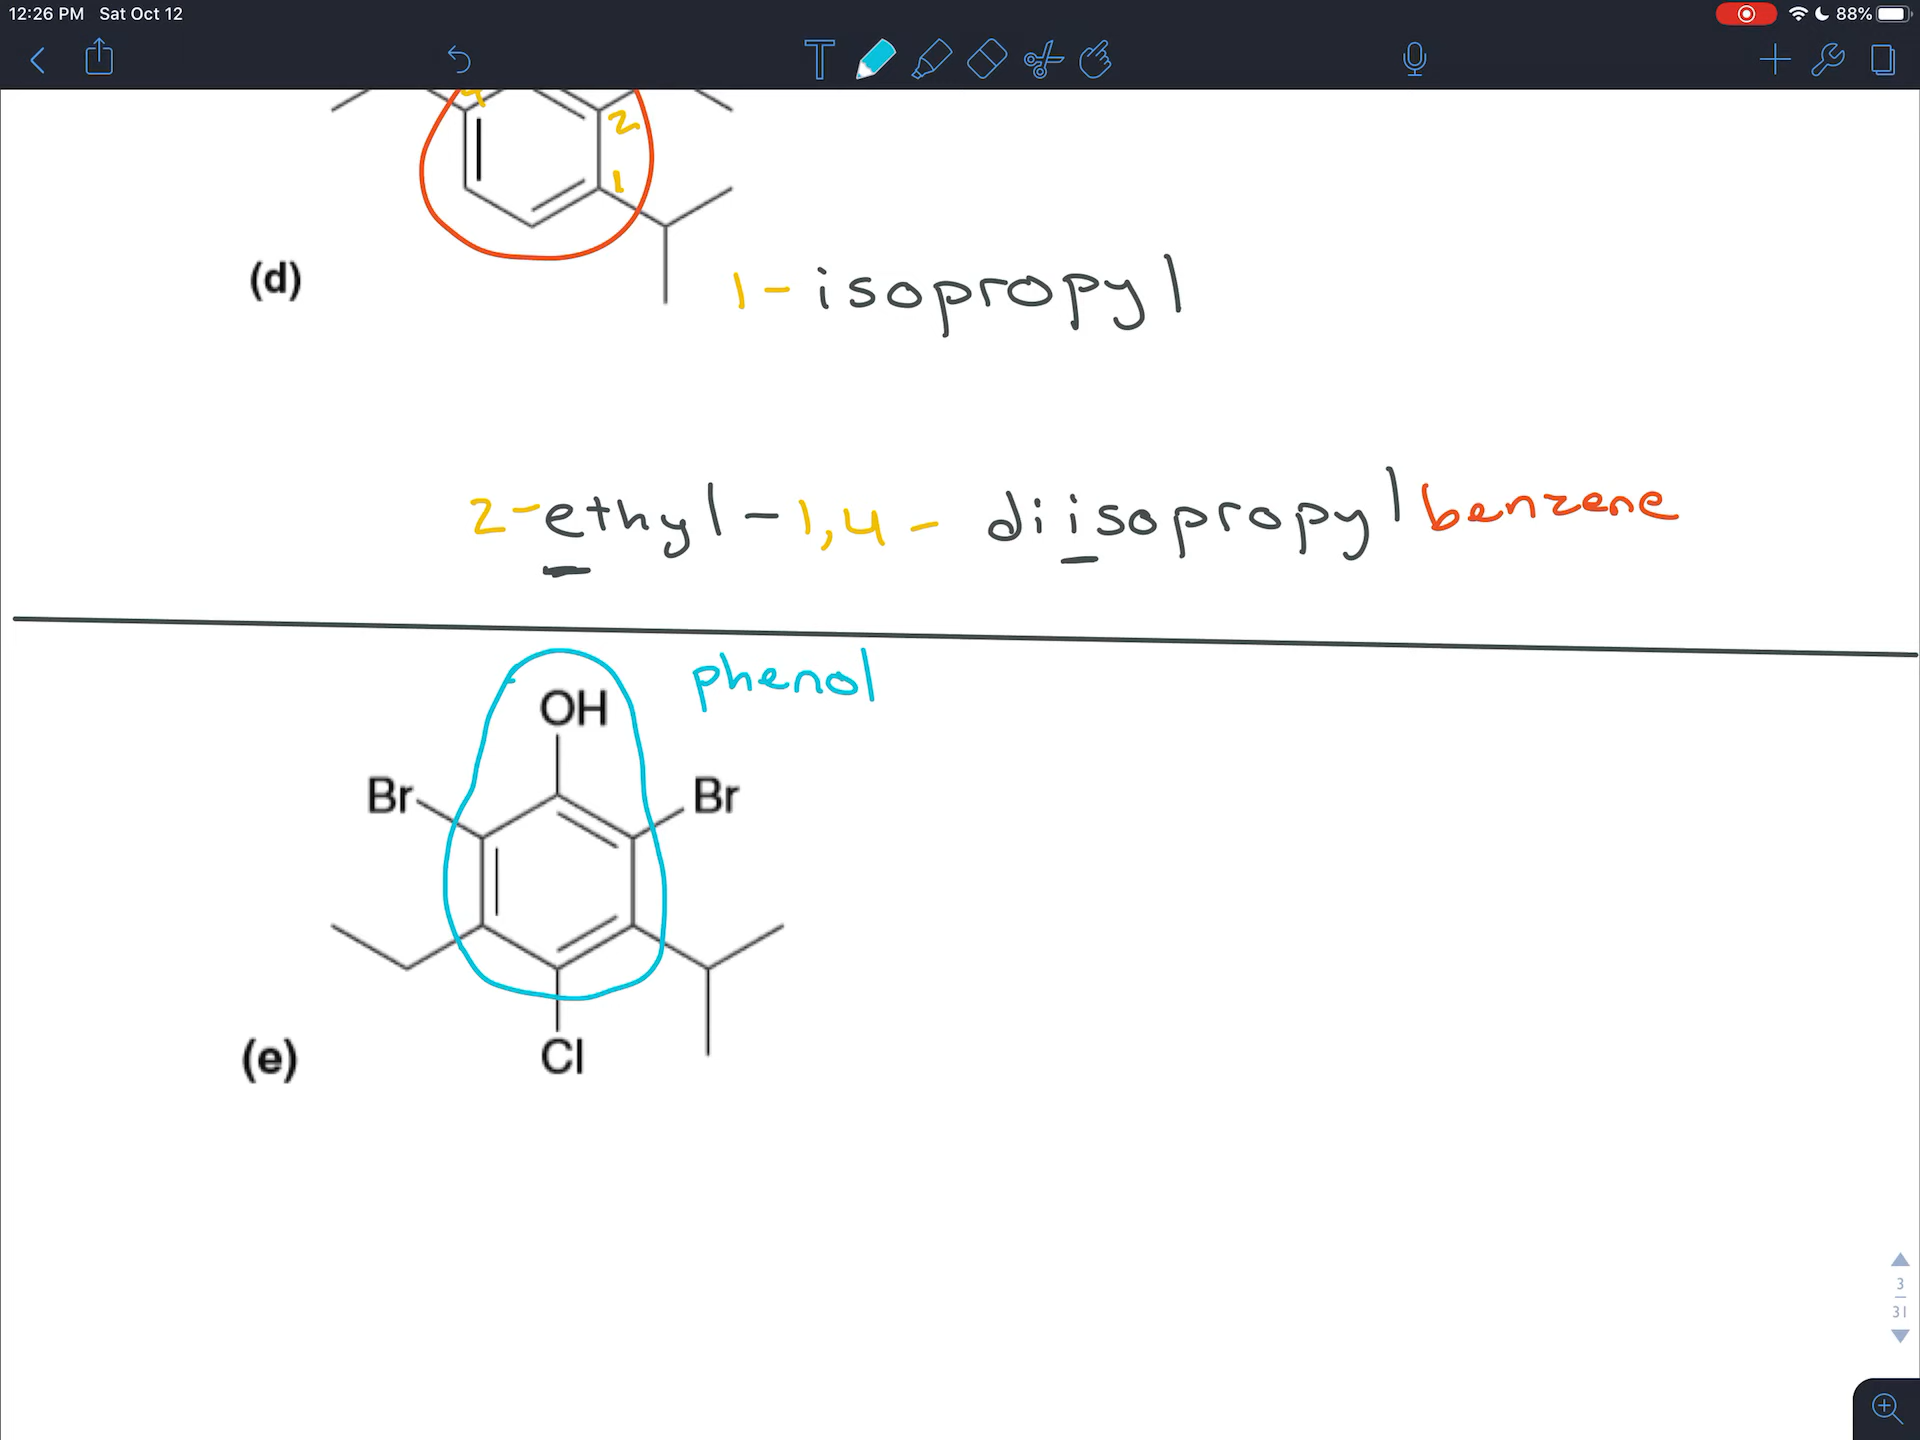 12:26 PM Sat Oct 12 88%
4
2
1
(d)
1-isopropyl
2-ethyl-1,4-diisopropylbenzene
phenol
OH
Br Br
Cl
(e)
3
31